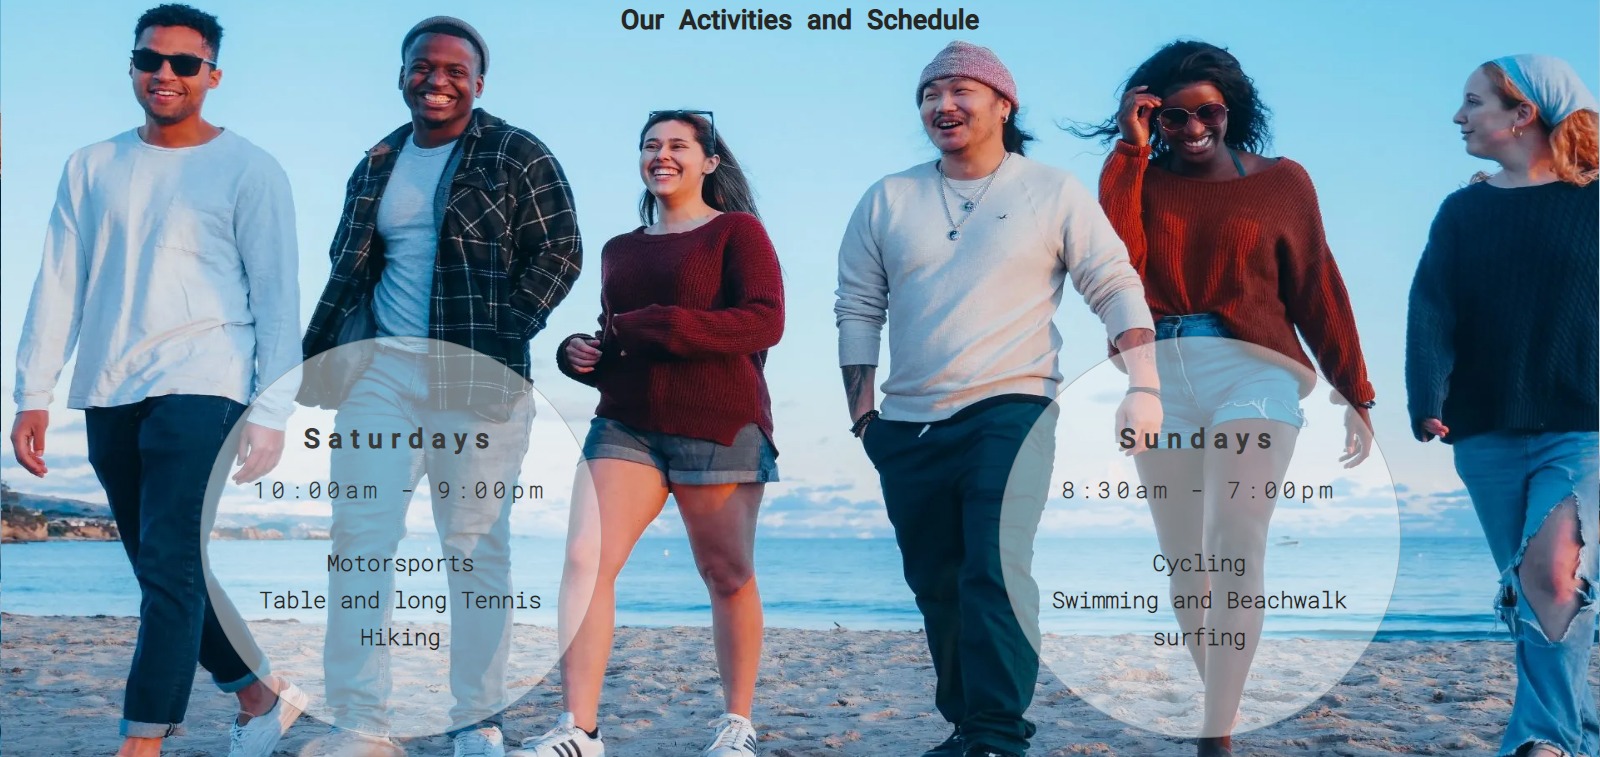 Our Activities and Schedule
Saturdays
10:00am - 9:00pm
Motorsports
Table and long Tennis
Hiking
Sundays
8:30am - 7:00pm
Cycling
Swimming and Beachwalk
surfing